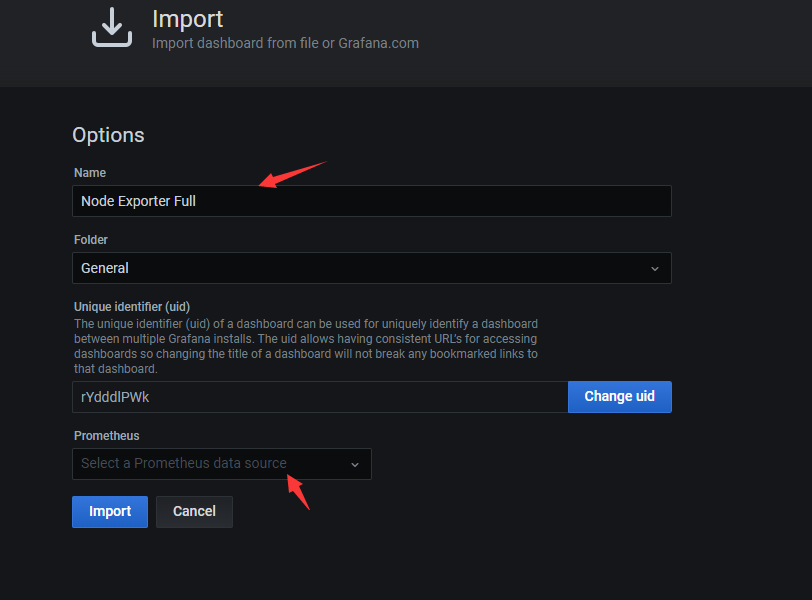 Import
Import dashboard from file or Grafana.com
Options
Name
Node Exporter Full
Folder
General
Unique identifier (uid)
The unique identifier (uid) of a dashboard can be used for uniquely identify a dashboard
between multiple Grafana installs. The uid allows having consistent URL's for accessing
dashboards so changing the title of a dashboard will not break any bookmarked links to
that dashboard.
rYdddlPWk
Change uid
Prometheus
Select a Prometheus data source
Import
Cancel